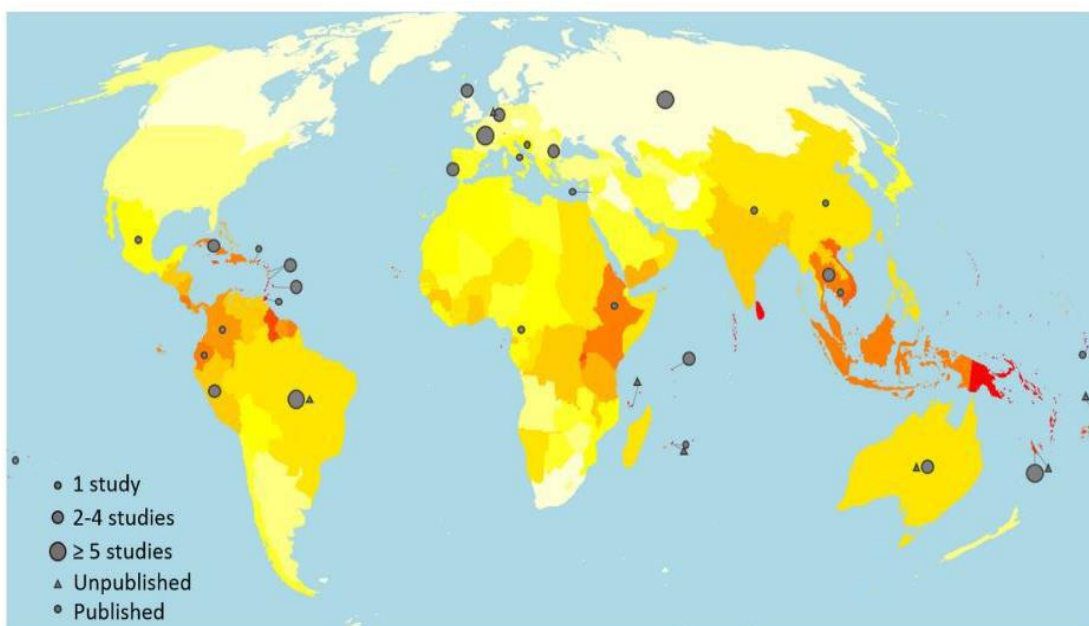 1 study
2-4 studies
≥ 5 studies
Unpublished
Published